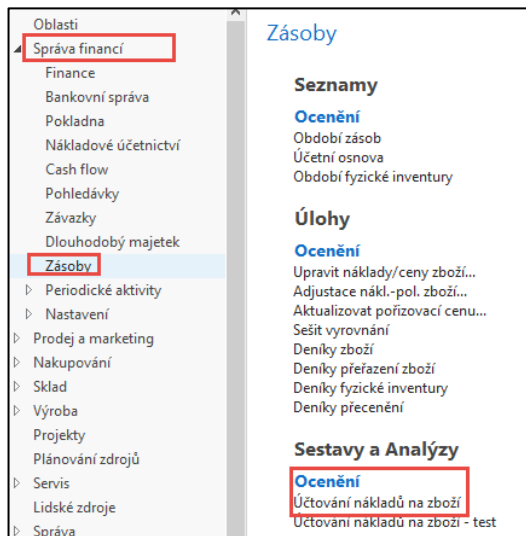 Oblasti
Správa financí
Finance
Bankovní správa
Pokladna
Nákladové účetnictví
Cash flow
Pohledávky
Závazky
Dlouhodobý majetek
Zásoby
Periodické aktivity
Nastavení
Prodej a marketing
Nakupování
Sklad
Výroba
Projekty
Plánování zdrojů
Servis
Lidské zdroje
Správa
Zásoby
Seznamy
Ocenění
Období zásob
Účetní osnova
Období fyzické inventury
Úlohy
Ocenění
Upravit náklady/ceny zboží...
Adjustace nákl.-pol. zboží...
Aktualizovat pořizovací cenu...
Sešit vyrovnání
Deníky zboží
Deníky přeřazení zboží
Deníky fyzické inventury
Deníky přecenění
Sestavy a Analýzy
Ocenění
Účtování nákladů na zboží
Účtování nákladů na zboží - test